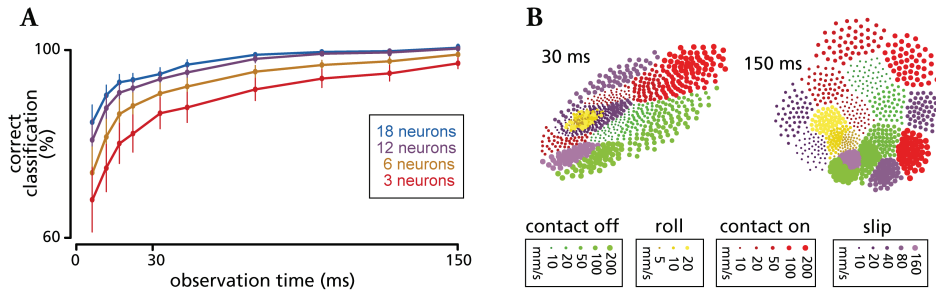 A
100
correct
classification
(%)
60
0
30
150
observation time (ms)
18 neurons
12 neurons
6 neurons
3 neurons
B
30 ms
150 ms
contact off
mm/s
10
20
50
100
200
roll
mm/s
5
10
20
contact on
mm/s
10
20
50
100
200
slip
mm/s
10
20
40
80
160